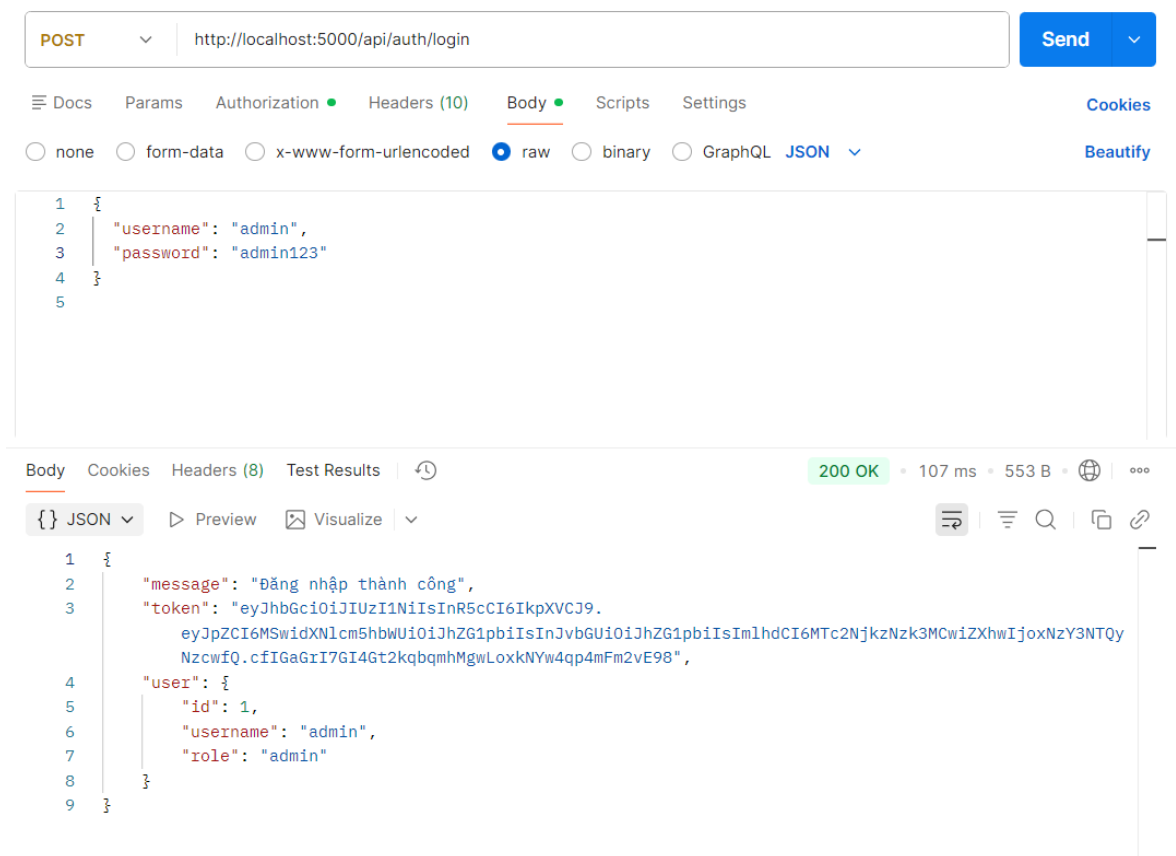 POST http://localhost:5000/api/auth/login Send
Docs Params Authorization Headers (10) Body Scripts Settings Cookies
none form-data x-www-form-urlencoded raw binary GraphQL JSON Beautify
1 {
2 "username": "admin",
3 "password": "admin123"
4 }
5
Body Cookies Headers (8) Test Results 200 OK • 107 ms • 553 B •
{} JSON Preview Visualize
1 {
2 "message": "Đăng nhập thành công",
3 "token": "eyJhbGciOiJIUzI1NiIsInR5cCI6IkpXVCJ9.
eyJpZCI6MSwidXNlcm5hbWUiOiJhZG1pbiIsInJvbGUiOiJhZG1pbiIsImlhdCI6MTc2NjkzNzk3MCwiZXhwIjoxNzY3NTQy
NzcwfQ.cfIGaGrI7GI4Gt2kqbqmhMgwLoxkNYw4qp4mFm2vE98",
4 "user": {
5 "id": 1,
6 "username": "admin",
7 "role": "admin"
8 }
9 }